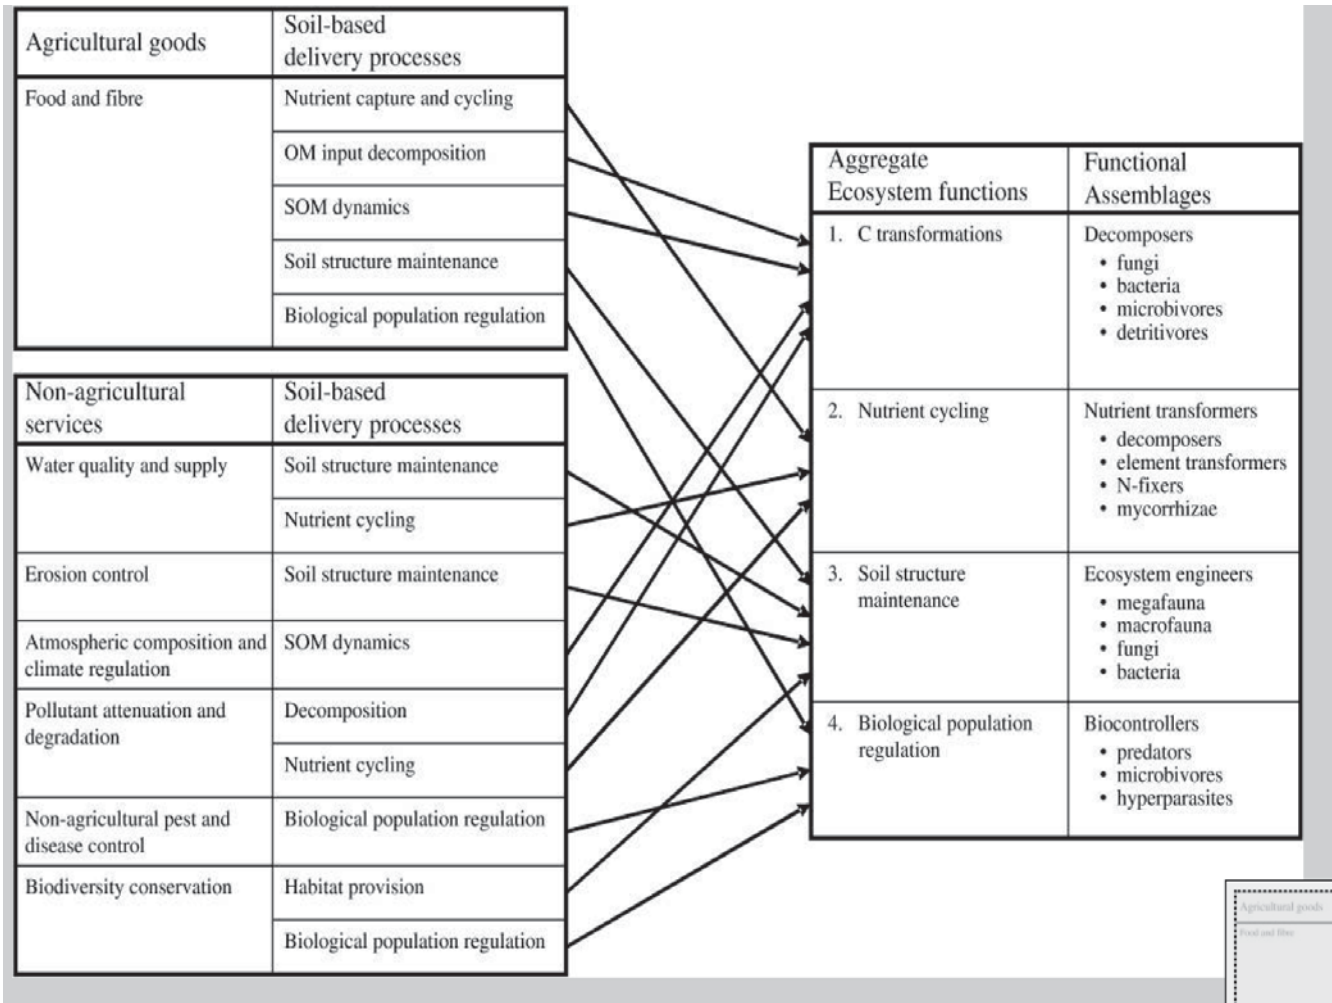 Agricultural goods
Soil-based
delivery processes
Food and fibre
Nutrient capture and cycling
OM input decomposition
SOM dynamics
Soil structure maintenance
Biological population regulation
Non-agricultural
services
Soil-based
delivery processes
Water quality and supply
Soil structure maintenance
Nutrient cycling
Erosion control
Soil structure maintenance
Atmospheric composition and
climate regulation
SOM dynamics
Pollutant attenuation and
degradation
Decomposition
Nutrient cycling
Non-agricultural pest and
disease control
Biological population regulation
Biodiversity conservation
Habitat provision
Biological population regulation
Aggregate
Ecosystem functions
Functional
Assemblages
1. C transformations
Decomposers
• fungi
• bacteria
• microbivores
• detritivores
2. Nutrient cycling
Nutrient transformers
• decomposers
• element transformers
• N-fixers
• mycorrhizae
3. Soil structure
maintenance
Ecosystem engineers
• megafauna
• macrofauna
• fungi
• bacteria
4. Biological population
regulation
Biocontrollers
• predators
• microbivores
• hyperparasites
Agricultural goods
Food and fibre